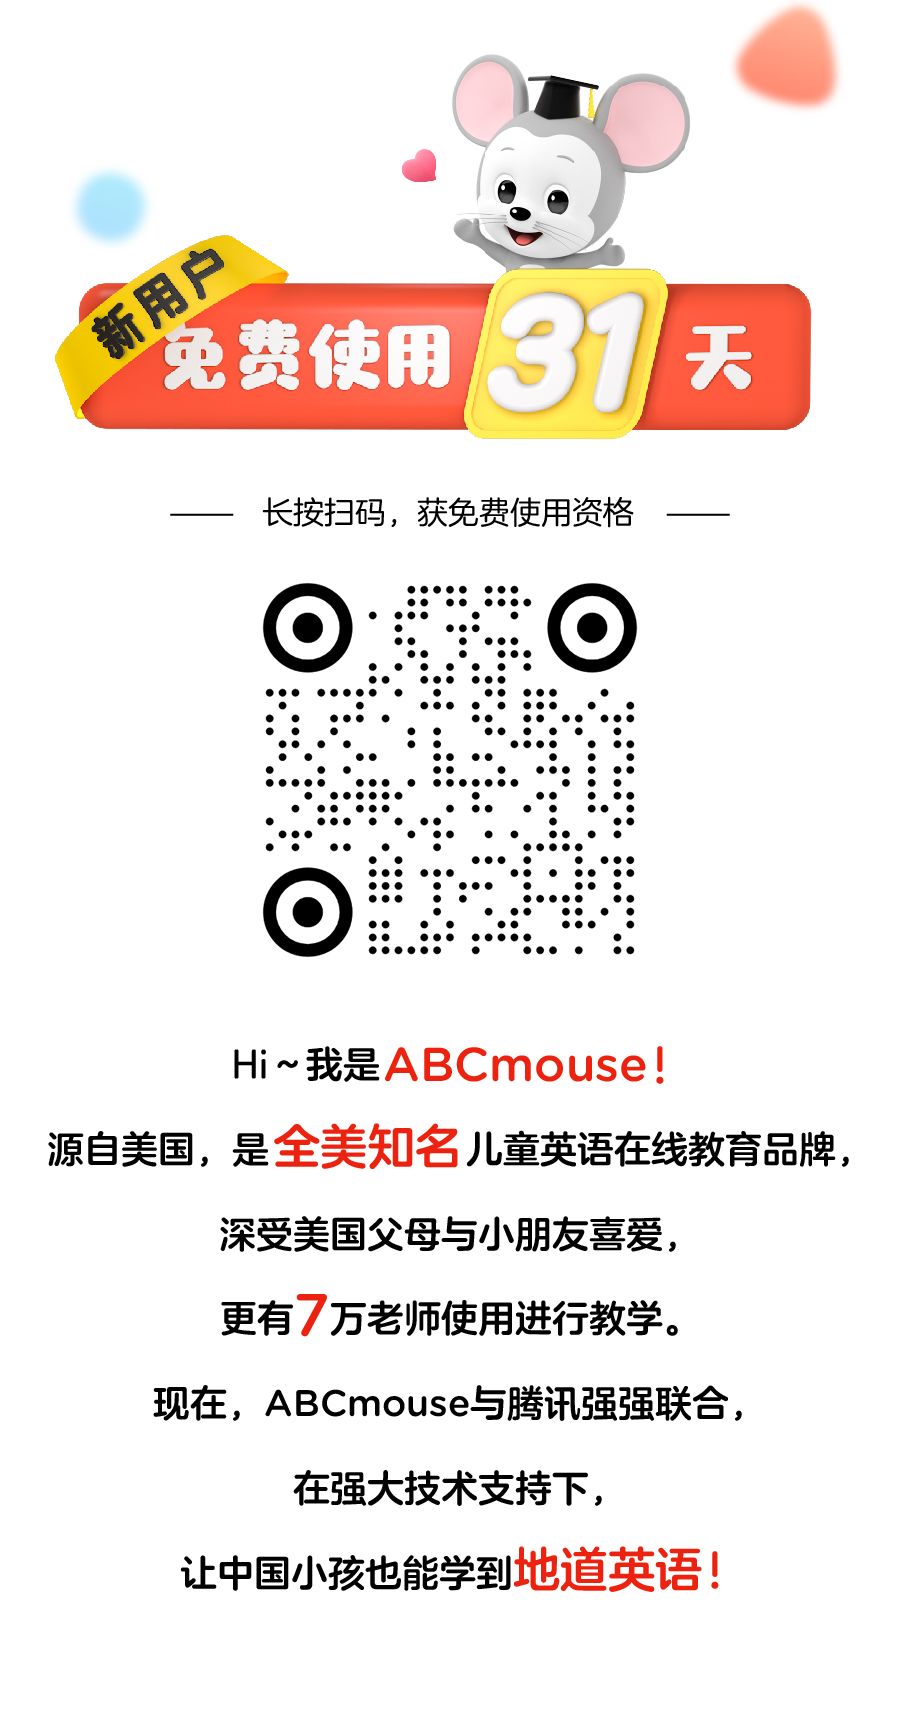 新用户
免费使用31天
长按扫码，获免费使用资格
Hi~我是ABCmouse！
源自美国，是全美知名儿童英语在线教育品牌，
深受美国父母与小朋友喜爱，
更有7万老师使用进行教学。
现在，ABCmouse与腾讯强强联合，
在强大技术支持下，
让中国小孩也能学到地道英语！